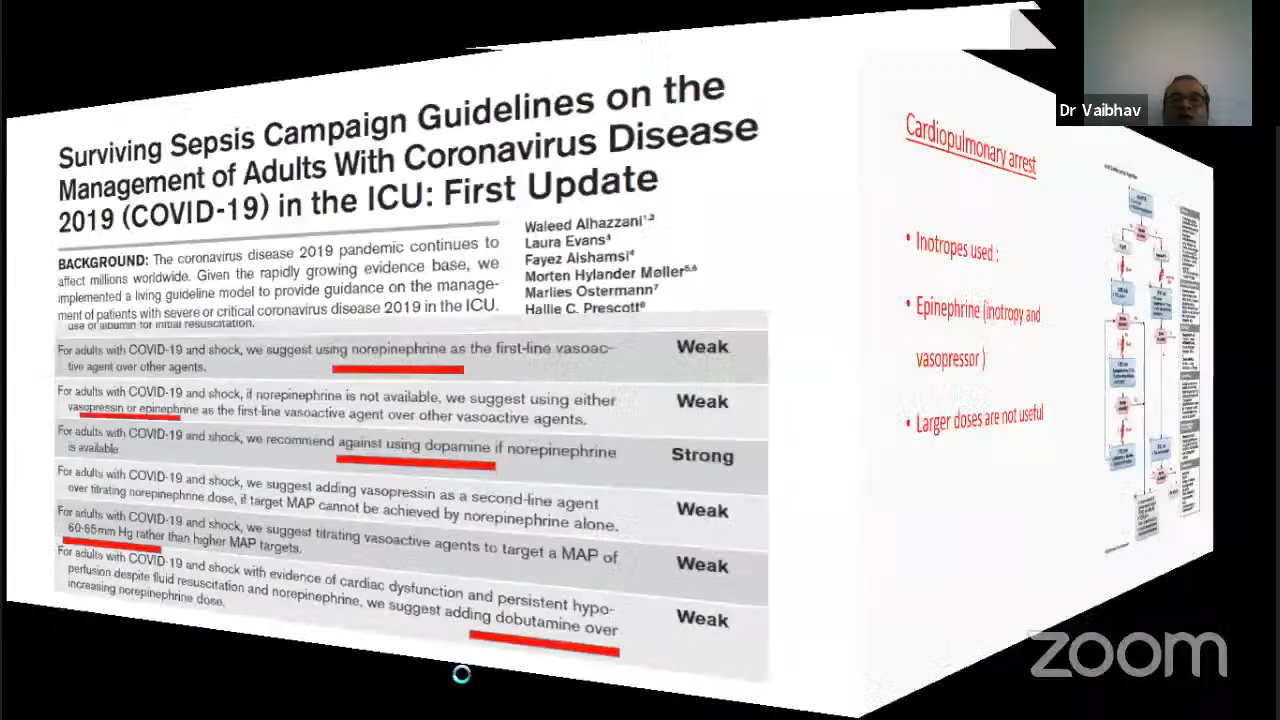 Surviving Sepsis Campaign Guidelines on the
Management of Adults With Coronavirus Disease
2019 (COVID-19) in the ICU: First Update
BACKGROUND: The coronavirus disease 2019 pandemic continues to
affect millions worldwide. Given the rapidly growing evidence base, we
implemented a living guideline model to provide guidance on the manage-
ment of patients with severe or critical coronavirus disease 2019 in the ICU.
Waleed Alhazzani1,2
Laura Evans3
Fayez Alshamsi4
Morten Hylander Møller5,6
Marlies Ostermann7
Hallie C. Prescott8
use of albumin for initial resuscitation.
For adults with COVID-19 and shock, we suggest using norepinephrine as the first-line vasoac-
tive agent over other agents.
Weak
For adults with COVID-19 and shock, if norepinephrine is not available, we suggest using either
vasopressin or epinephrine as the first-line vasoactive agent over other vasoactive agents.
Weak
For adults with COVID-19 and shock, we recommend against using dopamine if norepinephrine
is available.
Strong
For adults with COVID-19 and shock, we suggest adding vasopressin as a second-line agent
over titrating norepinephrine dose, if target MAP cannot be achieved by norepinephrine alone.
Weak
For adults with COVID-19 and shock, we suggest titrating vasoactive agents to target a MAP of
60-65mm Hg rather than higher MAP targets.
Weak
For adults with COVID-19 and shock with evidence of cardiac dysfunction and persistent hypo-
perfusion despite fluid resuscitation and norepinephrine, we suggest adding dobutamine over
increasing norepinephrine dose.
Weak
Cardiopulmonary arrest
• Inotropes used :
• Epinephrine (inotropy and
vasopressor )
• Larger doses are not useful
Dr Vaibhav
zoom